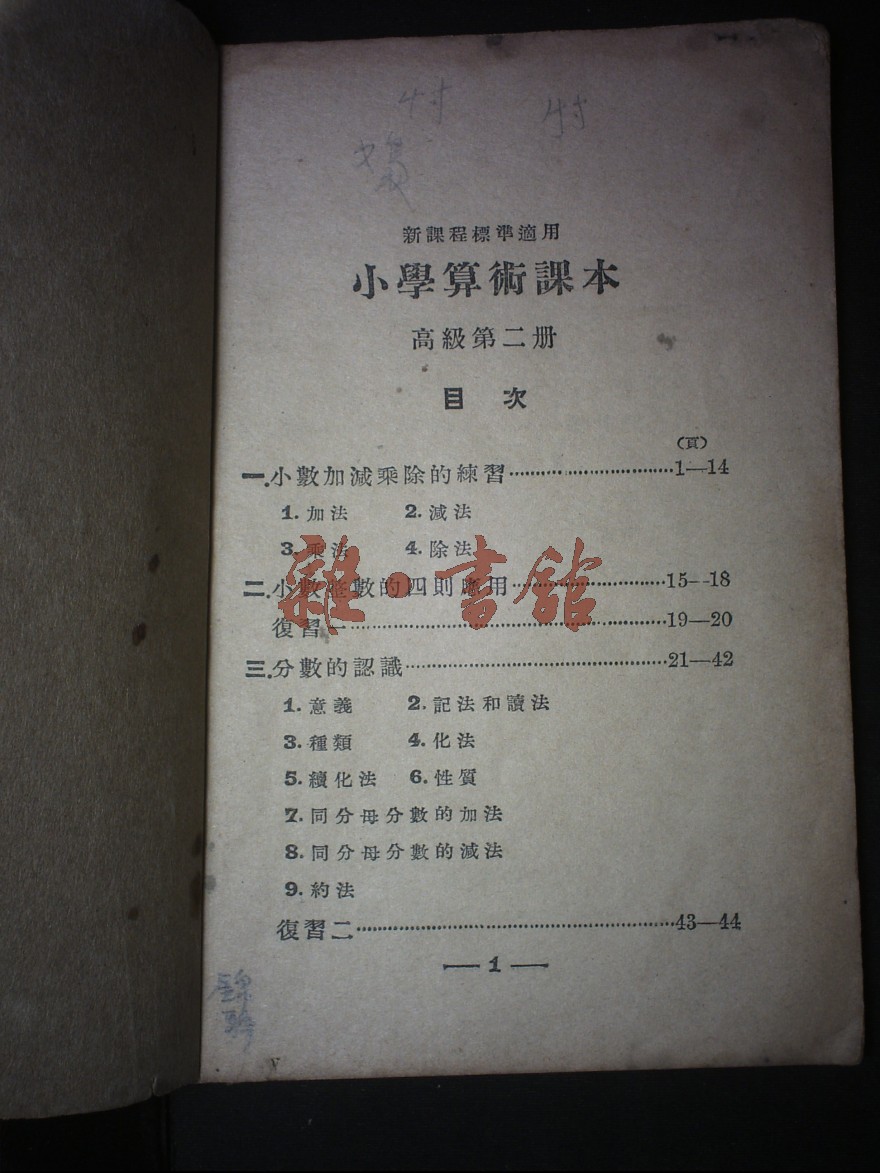 新課程標準適用
小學算術課本
高級第二册
目 次
(頁)
一.小數加減乘除的練習……………………1—14
1. 加法 2. 減法
3. 乘法 4. 除法
二.小數整數的四則應用……………………15—18
復習一……………………19—20
三.分數的認識……………………21—42
1. 意義 2. 記法和讀法
3. 種類 4. 化法
5. 續化法 6. 性質
7. 同分母分數的加法
8. 同分母分數的減法
9. 約法
復習二……………………43—44
— 1 —
雜·書館